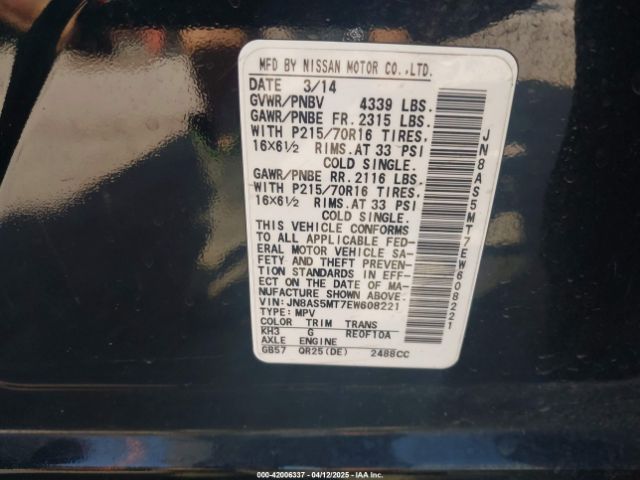 MFD BY NISSAN MOTOR CO.,LTD.
DATE 3/14
GVWR/PNBV 4339 LBS.
GAWR/PNBE FR. 2315 LBS.
WITH P215/70R16 TIRES.
16X6½ RIMS.AT 33 PSI
COLD SINGLE.
GAWR/PNBE RR. 2116 LBS.
WITH P215/70R16 TIRES.
16×6½ RIMS.AT 33 PSI
COLD SINGLE.
THIS VEHICLE CONFORMS
TO ALL APPLICABLE FED-
ERAL MOTOR VEHICLE SA-
FETY AND THEFT PREVEN-
TION STANDARDS IN EFF-
ECT ON THE DATE OF MA-
NUFACTURE SHOWN ABOVE.
VIN: JN8AS5MT7EW608221
TYPE: MPV
COLOR TRIM TRANS
KH3 G RE0F10A
AXLE ENGINE
GB57 QR25(DE) 2488CC
JN8AS5MT7EW608221
000-42006337 - 04/12/2025 - IAA Inc.